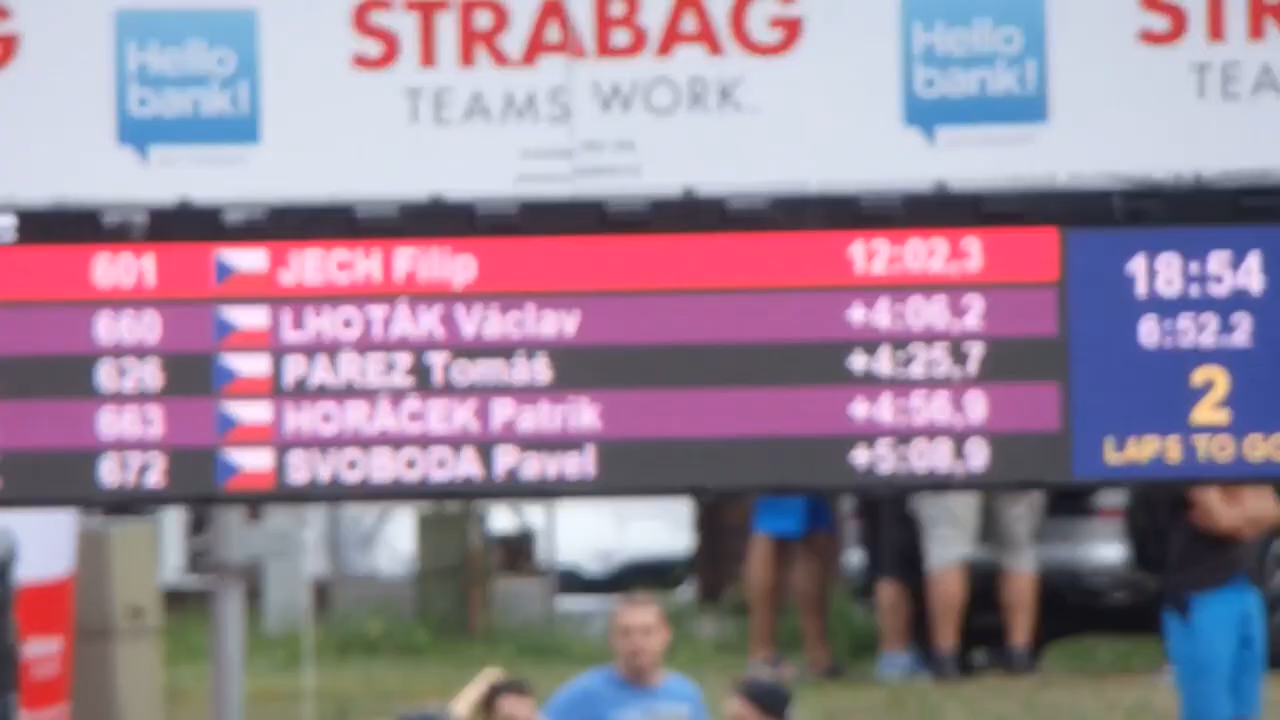 STRABAG
TEAMS WORK.
Hello
bank!
Hello
bank!
STR
TEA
601 JECH Filip 12:02,3
660 LHOTÁK Václav +4:06,2
626 PAŘEZ Tomáš +4:25,7
663 HORÁČEK Patrik +4:56,9
672 SVOBODA Pavel +5:08,9
18:54
6:52.2
2
LAPS TO GO